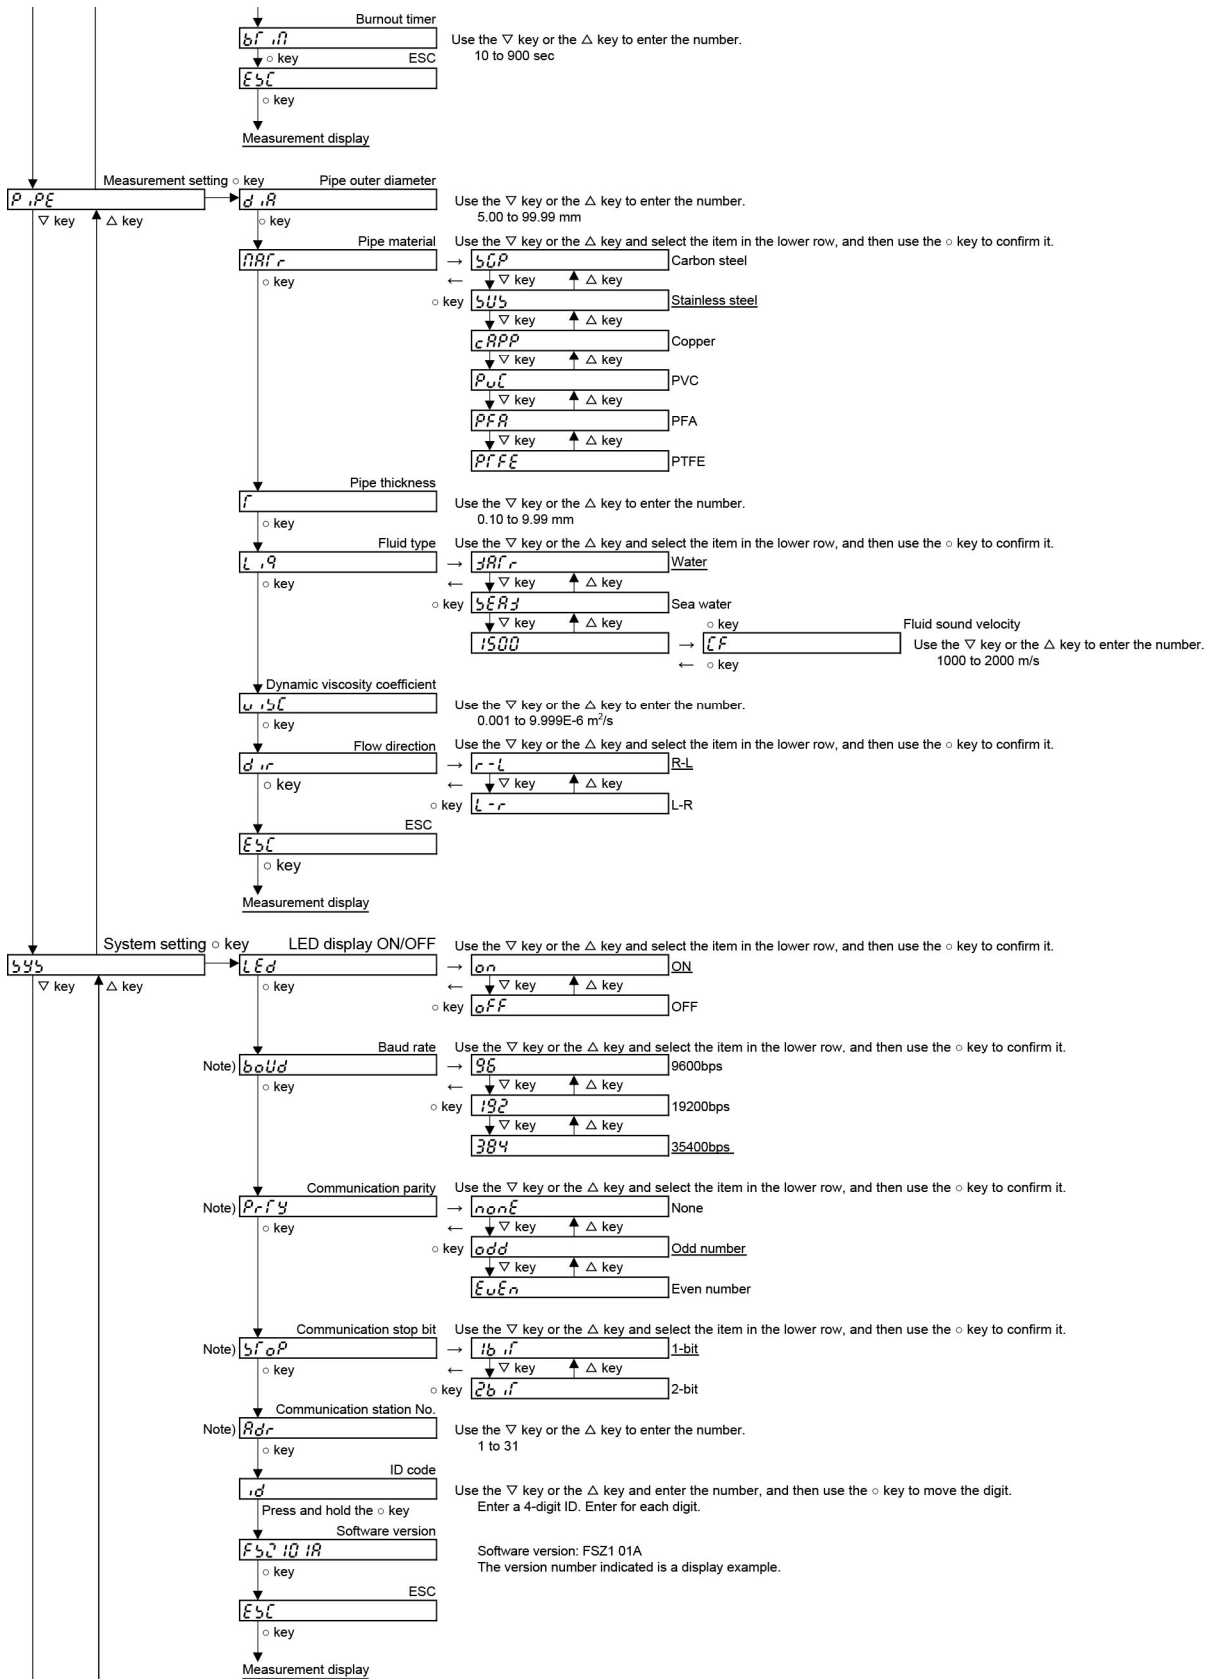 Burnout timer
bTiM
Use the ▽ key or the △ key to enter the number.
○ key ESC
10 to 900 sec
ESC
○ key
Measurement display
Measurement setting ○ key Pipe outer diameter
PiPE
diA
Use the ▽ key or the △ key to enter the number.
▽ key △ key
○ key
5.00 to 99.99 mm
Pipe material
Use the ▽ key or the △ key and select the item in the lower row, and then use the ○ key to confirm it.
MATr → SGP Carbon steel
○ key ← ▽ key △ key
○ key SUS Stainless steel
▽ key △ key
cAPP Copper
▽ key △ key
PvC PVC
▽ key △ key
PFA PFA
▽ key △ key
PTFE PTFE
Pipe thickness
T
Use the ▽ key or the △ key to enter the number.
○ key
0.10 to 9.99 mm
Fluid type
Use the ▽ key or the △ key and select the item in the lower row, and then use the ○ key to confirm it.
Liq → WATr Water
○ key ← ▽ key △ key
○ key SEAW Sea water
▽ key △ key ○ key Fluid sound velocity
1500 → CF Use the ▽ key or the △ key to enter the number.
← ○ key 1000 to 2000 m/s
Dynamic viscosity coefficient
viSC
Use the ▽ key or the △ key to enter the number.
○ key
0.001 to 9.999E-6 m²/s
Flow direction
Use the ▽ key or the △ key and select the item in the lower row, and then use the ○ key to confirm it.
dir → r-L R-L
○ key ← ▽ key △ key
○ key L-r L-R
ESC
ESC
○ key
Measurement display
System setting ○ key LED display ON/OFF
Use the ▽ key or the △ key and select the item in the lower row, and then use the ○ key to confirm it.
SYS LEd → on ON
▽ key △ key ○ key ← ▽ key △ key
○ key oFF OFF
Baud rate
Use the ▽ key or the △ key and select the item in the lower row, and then use the ○ key to confirm it.
Note) boUd → 96 9600bps
○ key ← ▽ key △ key
○ key 192 19200bps
▽ key △ key
384 35400bps
Communication parity
Use the ▽ key or the △ key and select the item in the lower row, and then use the ○ key to confirm it.
Note) PrTY → nonE None
○ key ← ▽ key △ key
○ key odd Odd number
▽ key △ key
EvEn Even number
Communication stop bit
Use the ▽ key or the △ key and select the item in the lower row, and then use the ○ key to confirm it.
Note) SToP → 1biT 1-bit
○ key ← ▽ key △ key
○ key 2biT 2-bit
Communication station No.
Note) Adr
Use the ▽ key or the △ key to enter the number.
○ key
1 to 31
ID code
id
Use the ▽ key or the △ key and enter the number, and then use the ○ key to move the digit.
Press and hold the ○ key
Enter a 4-digit ID. Enter for each digit.
Software version
FSZ101A
Software version: FSZ1 01A
○ key
The version number indicated is a display example.
ESC
ESC
○ key
Measurement display